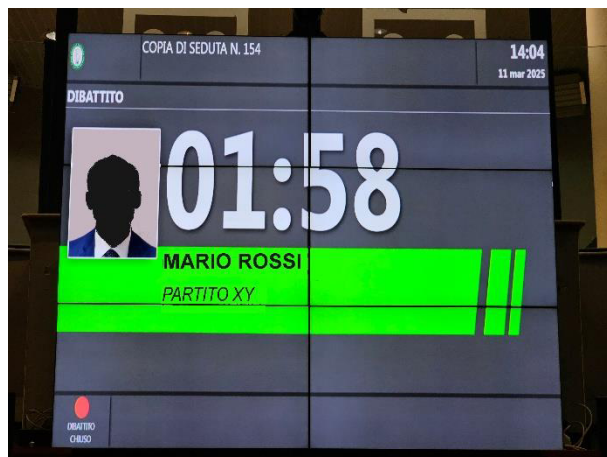 COPIA DI SEDUTA N. 154
14:04
11 mar 2025
DIBATTITO
01:58
MARIO ROSSI
PARTITO XY
DIBATTITO
CHIUSO